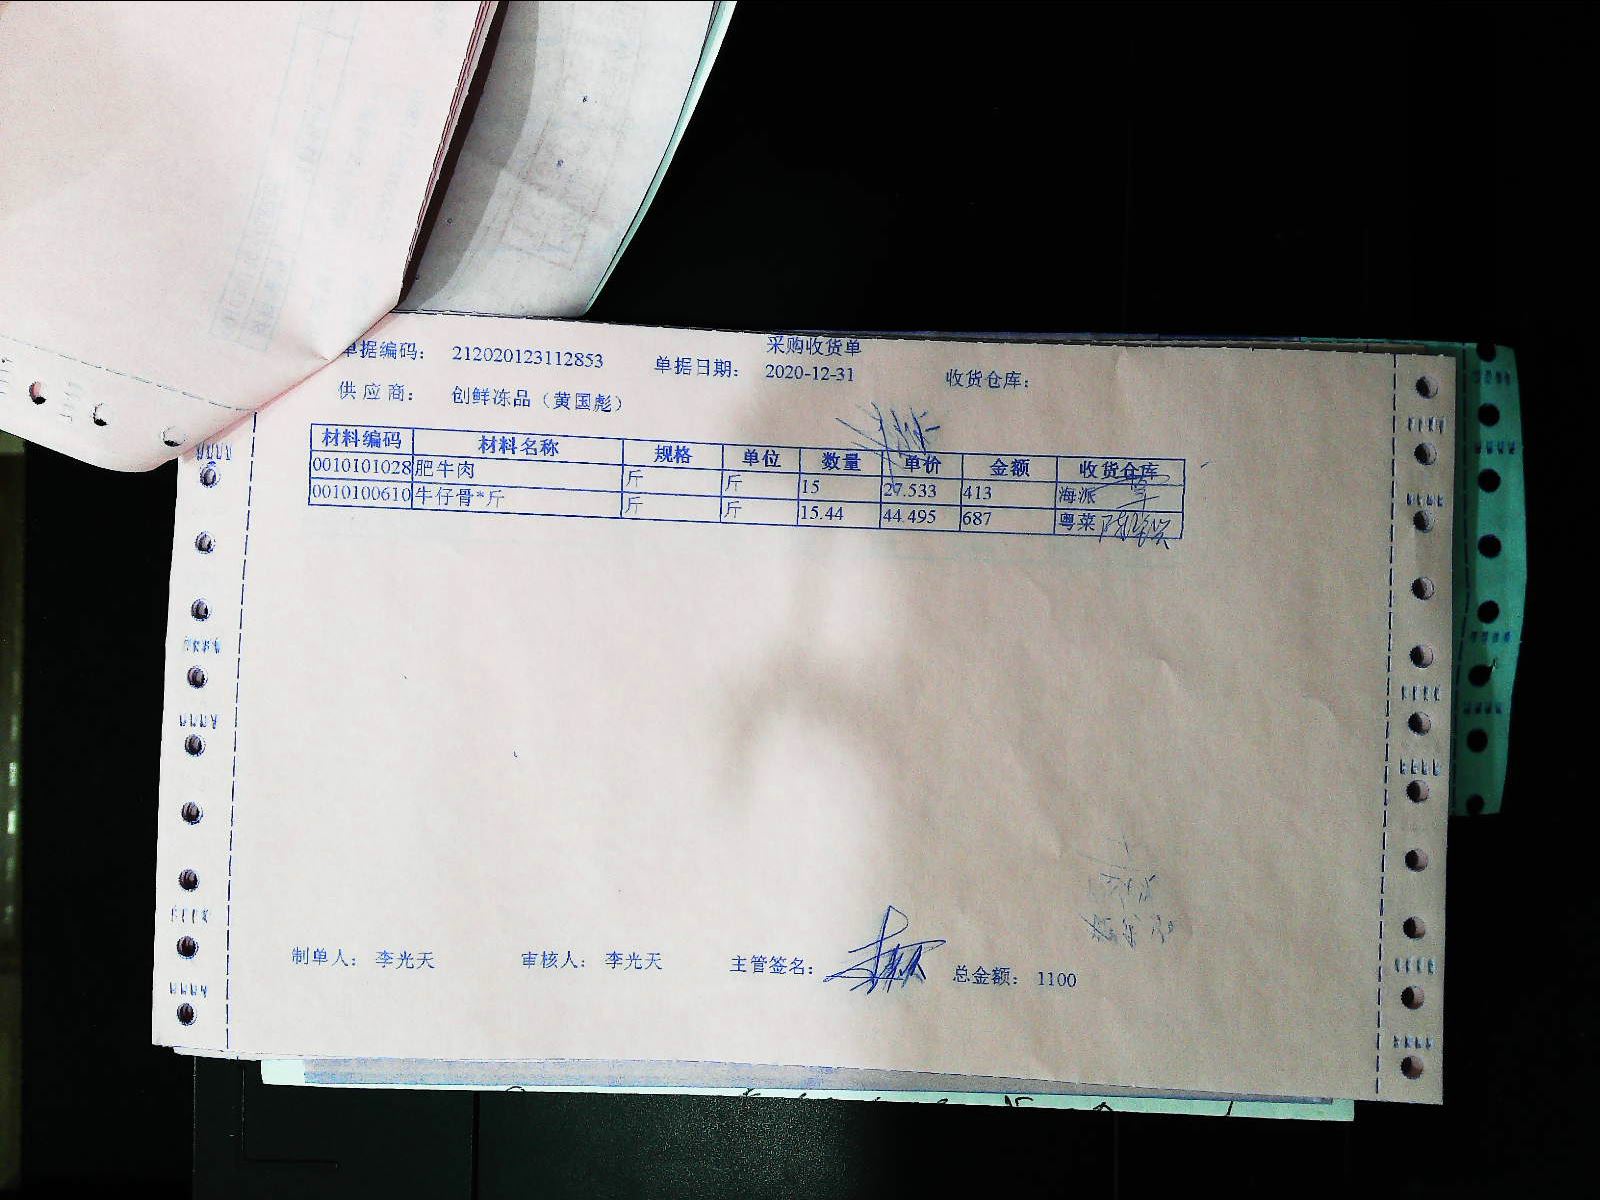 采购收货单
单据编码： 212020123112853 单据日期： 2020-12-31 收货仓库：
供应商： 创鲜冻品（黄国彪）
材料编码 材料名称 规格 单位 数量 单价 金额 收货仓库
0010101028 肥牛肉 斤 斤 15 27.533 413 海派
0010100610 牛仔骨*斤 斤 斤 15.44 44.495 687 粤菜
制单人： 李光天 审核人： 李光天 主管签名： 总金额： 1100